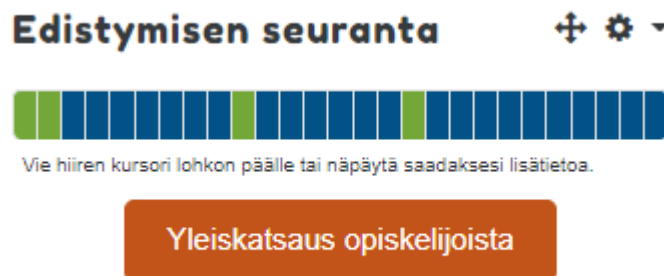 Edistymisen seuranta
Vie hiiren kursori lohkon päälle tai näpäytä saadaksesi lisätietoa.
Yleiskatsaus opiskelijoista